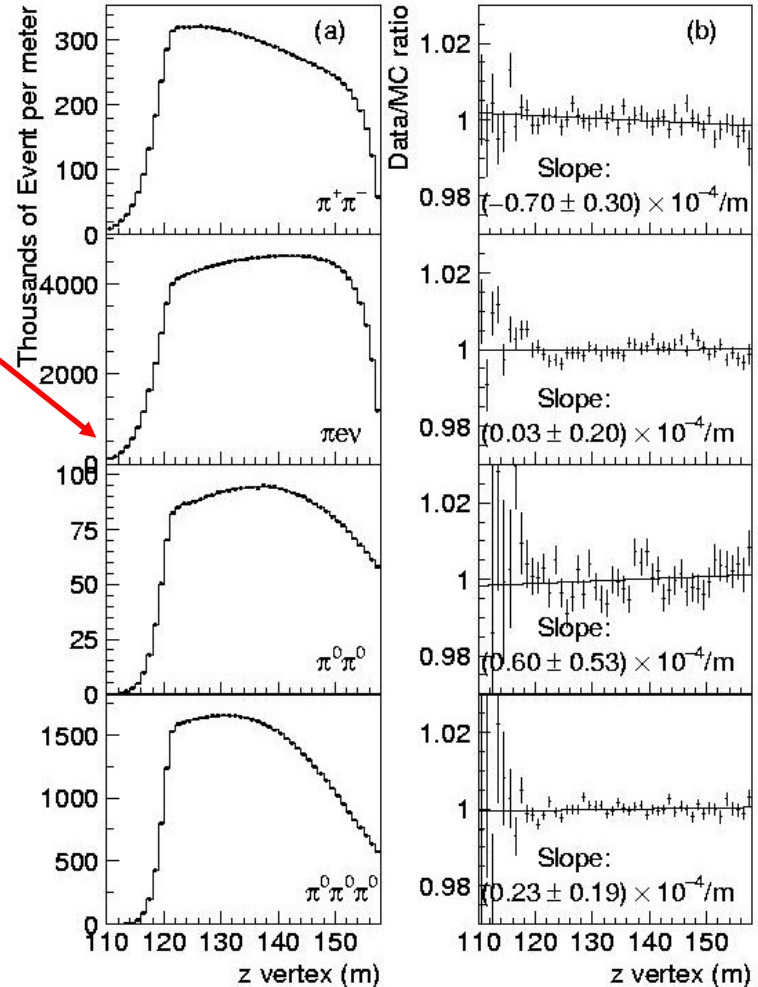 Thousands of Event per meter
(a)
300
200
100
0
π⁺π⁻
4000
2000
0
πeν
100
75
50
25
0
π⁰π⁰
1500
1000
500
0
π⁰π⁰π⁰
110 120 130 140 150
z vertex (m)
Data/MC ratio
(b)
1.02
1
0.98
Slope:
(−0.70 ± 0.30) × 10⁻⁴/m
1.02
1
0.98
Slope:
(0.03 ± 0.20) × 10⁻⁴/m
1.02
1
0.98
Slope:
(0.60 ± 0.53) × 10⁻⁴/m
1.02
1
0.98
Slope:
(0.23 ± 0.19) × 10⁻⁴/m
110 120 130 140 150
z vertex (m)